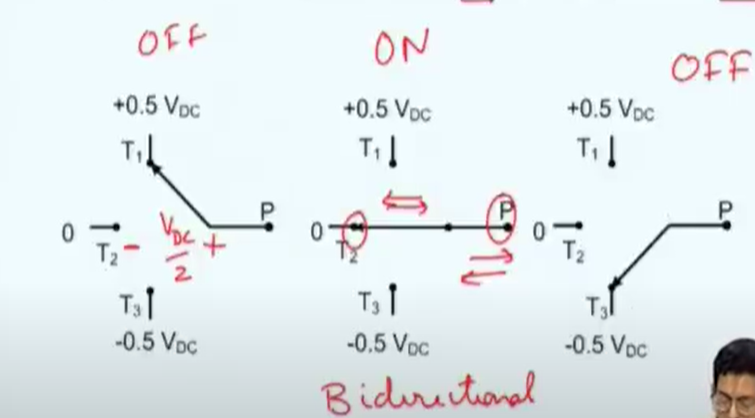 OFF
ON
OFF
+0.5 VDC
+0.5 VDC
+0.5 VDC
T1
T1
T1
0
T2
- VDC/2 +
P
0
T2
P
0
T2
P
T3
T3
T3
-0.5 VDC
-0.5 VDC
-0.5 VDC
Bidirectional